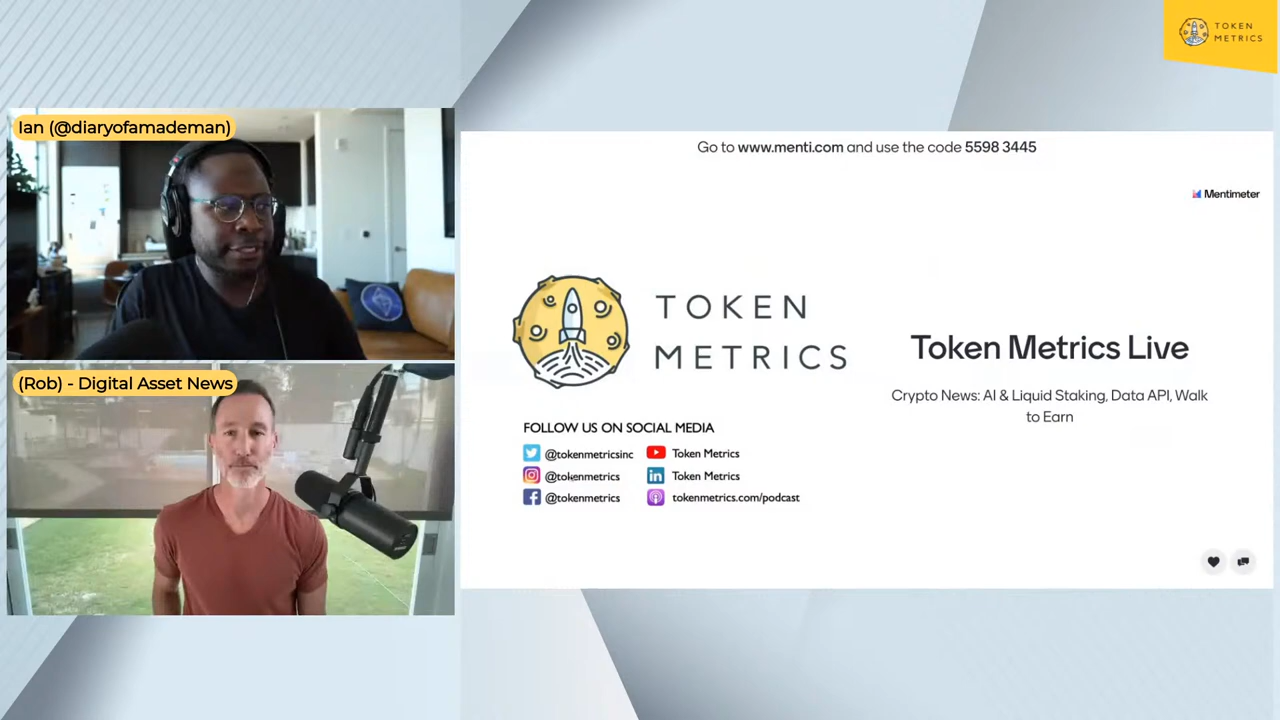 TOKEN
METRICS
Ian (@diaryofamademan)
(Rob) - Digital Asset News
Go to www.menti.com and use the code 5598 3445
Mentimeter
TOKEN
METRICS
FOLLOW US ON SOCIAL MEDIA
@tokenmetricsinc
Token Metrics
@tokenmetrics
Token Metrics
@tokenmetrics
tokenmetrics.com/podcast
Token Metrics Live
Crypto News: AI & Liquid Staking, Data API, Walk
to Earn